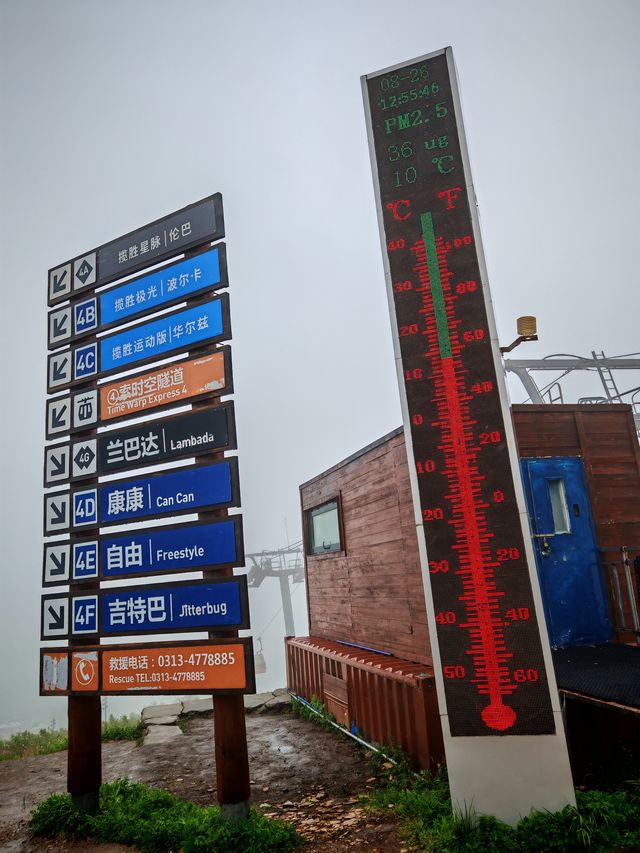 4A 揽胜星脉|伦巴
4B 揽胜极光|波尔卡
4C 揽胜运动版|华尔兹
④索时空隧道
Time Warp Express 4
4G 兰巴达|Lambada
4D 康康|Can Can
4E 自由|Freestyle
4F 吉特巴|Jitterbug
救援电话:0313-4778885
Rescue TEL:0313-4778885
08-26
12:55:46
PM2.5
36 ug
10 ℃
℃ ℉
40 100
30 80
20 60
10 40
0 20
10 0
20 20
30 40
40 60
50